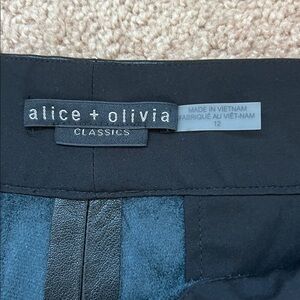 alice + olivia
CLASSICS
MADE IN VIETNAM
FABRIQUÉ AU VIÊT-NAM
12